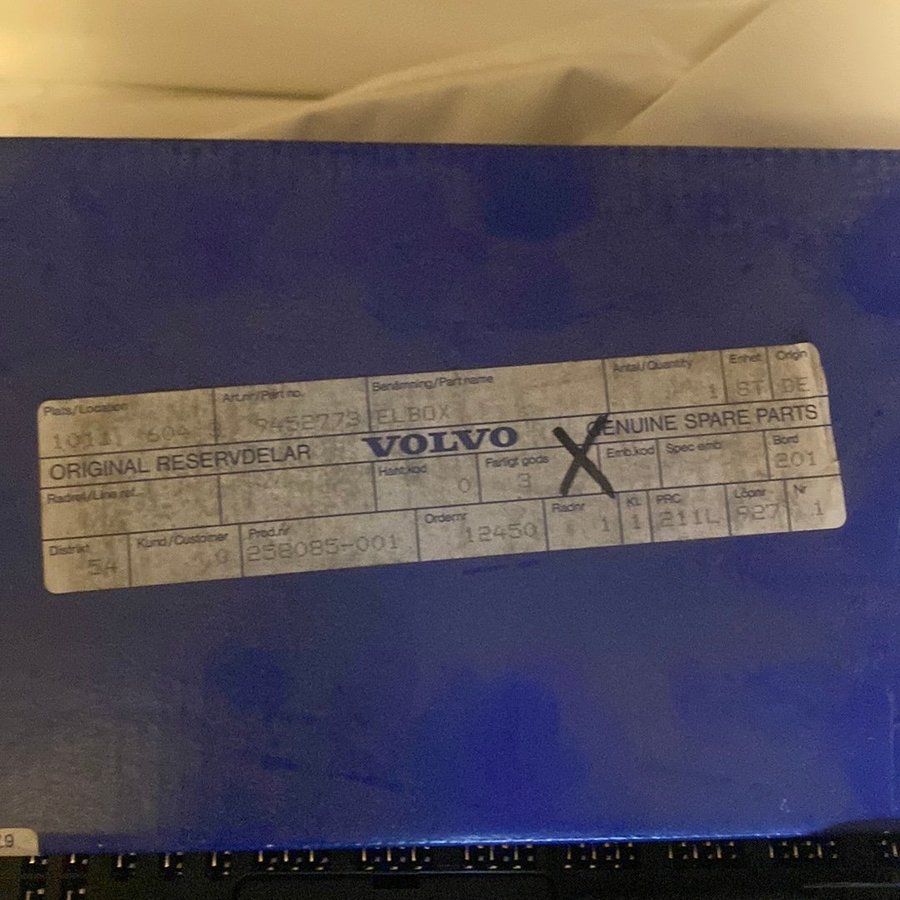 Plats/Location Art.nr/Part no. Benämning/Part name Antal/Quantity Enhet Origin
604 9452773 ELBOX 1 ST DE
ORIGINAL RESERVDELAR VOLVO GENUINE SPARE PARTS
Radref./Line ref. Hant.kod Farligt gods Emb.kod Spec emb. Bord
0 3 201
Distrikt Kund/Customer Prod.nr Ordernr Radnr Kl. PRC Löpnr Nr
54 0 258085-001 12450 1 1 211L 927 1